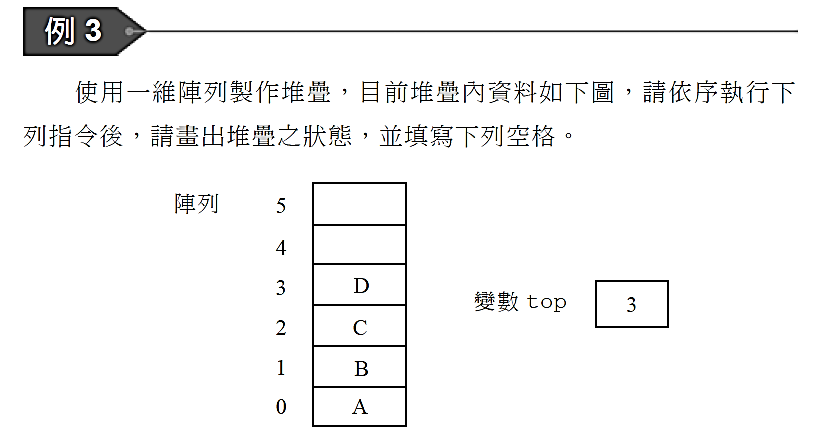 例 3
使用一維陣列製作堆疊，目前堆疊內資料如下圖，請依序執行下
列指令後，請畫出堆疊之狀態，並填寫下列空格。
陣列 5
4
3 D 變數 top 3
2 C
1 B
0 A